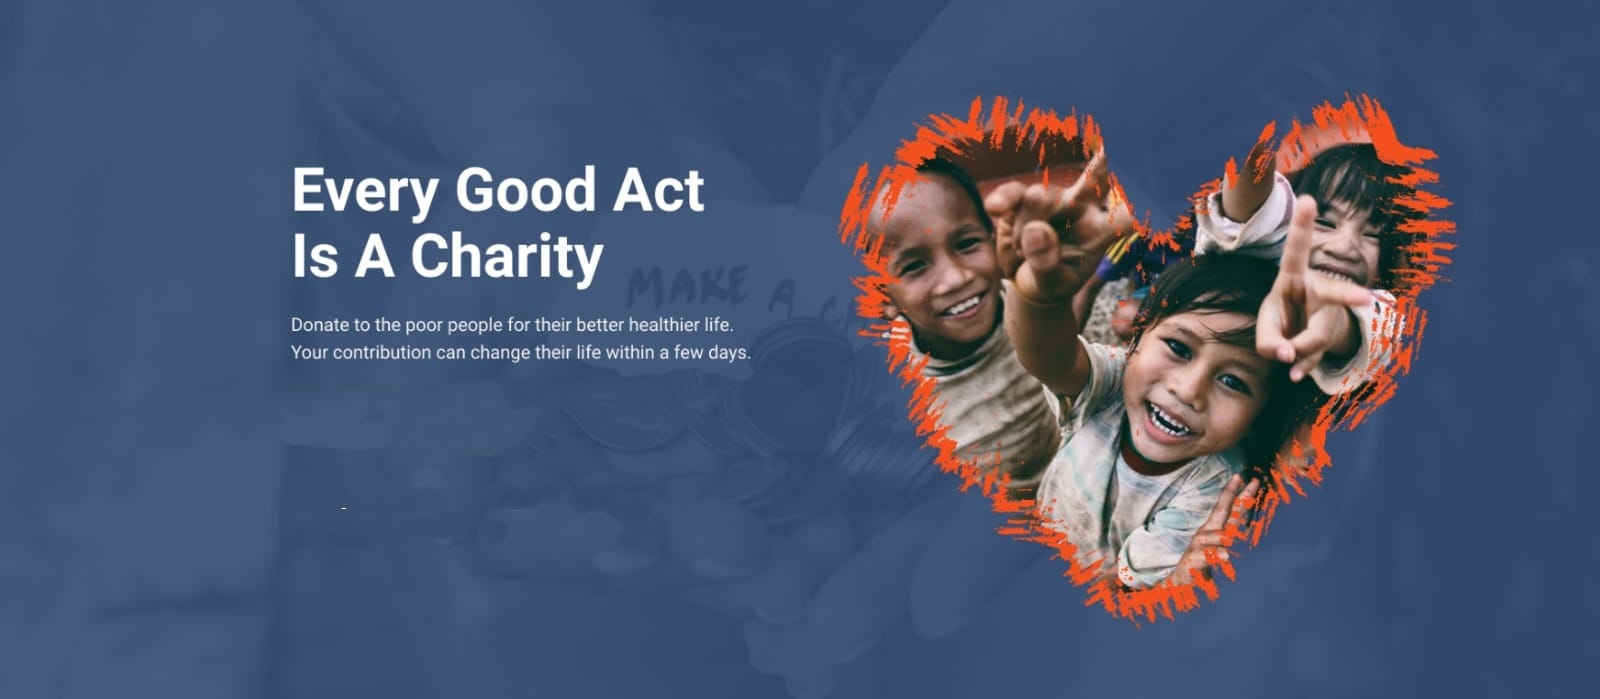 Every Good Act
Is A Charity
MAKE A
Donate to the poor people for their better healthier life.
Your contribution can change their life within a few days.